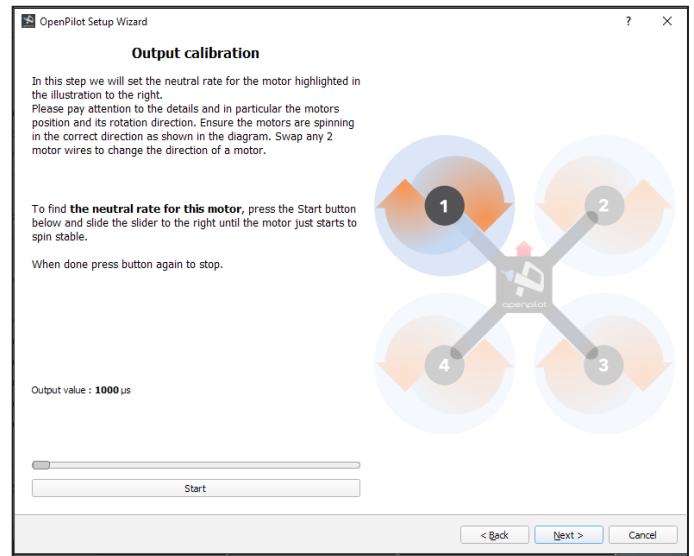 OpenPilot Setup Wizard
?
Output calibration
In this step we will set the neutral rate for the motor highlighted in
the illustration to the right.
Please pay attention to the details and in particular the motors
position and its rotation direction. Ensure the motors are spinning
in the correct direction as shown in the diagram. Swap any 2
motor wires to change the direction of a motor.
To find the neutral rate for this motor, press the Start button
below and slide the slider to the right until the motor just starts to
spin stable.
When done press button again to stop.
1
2
openpilot
4
3
Output value : 1000 µs
Start
< Back
Next >
Cancel